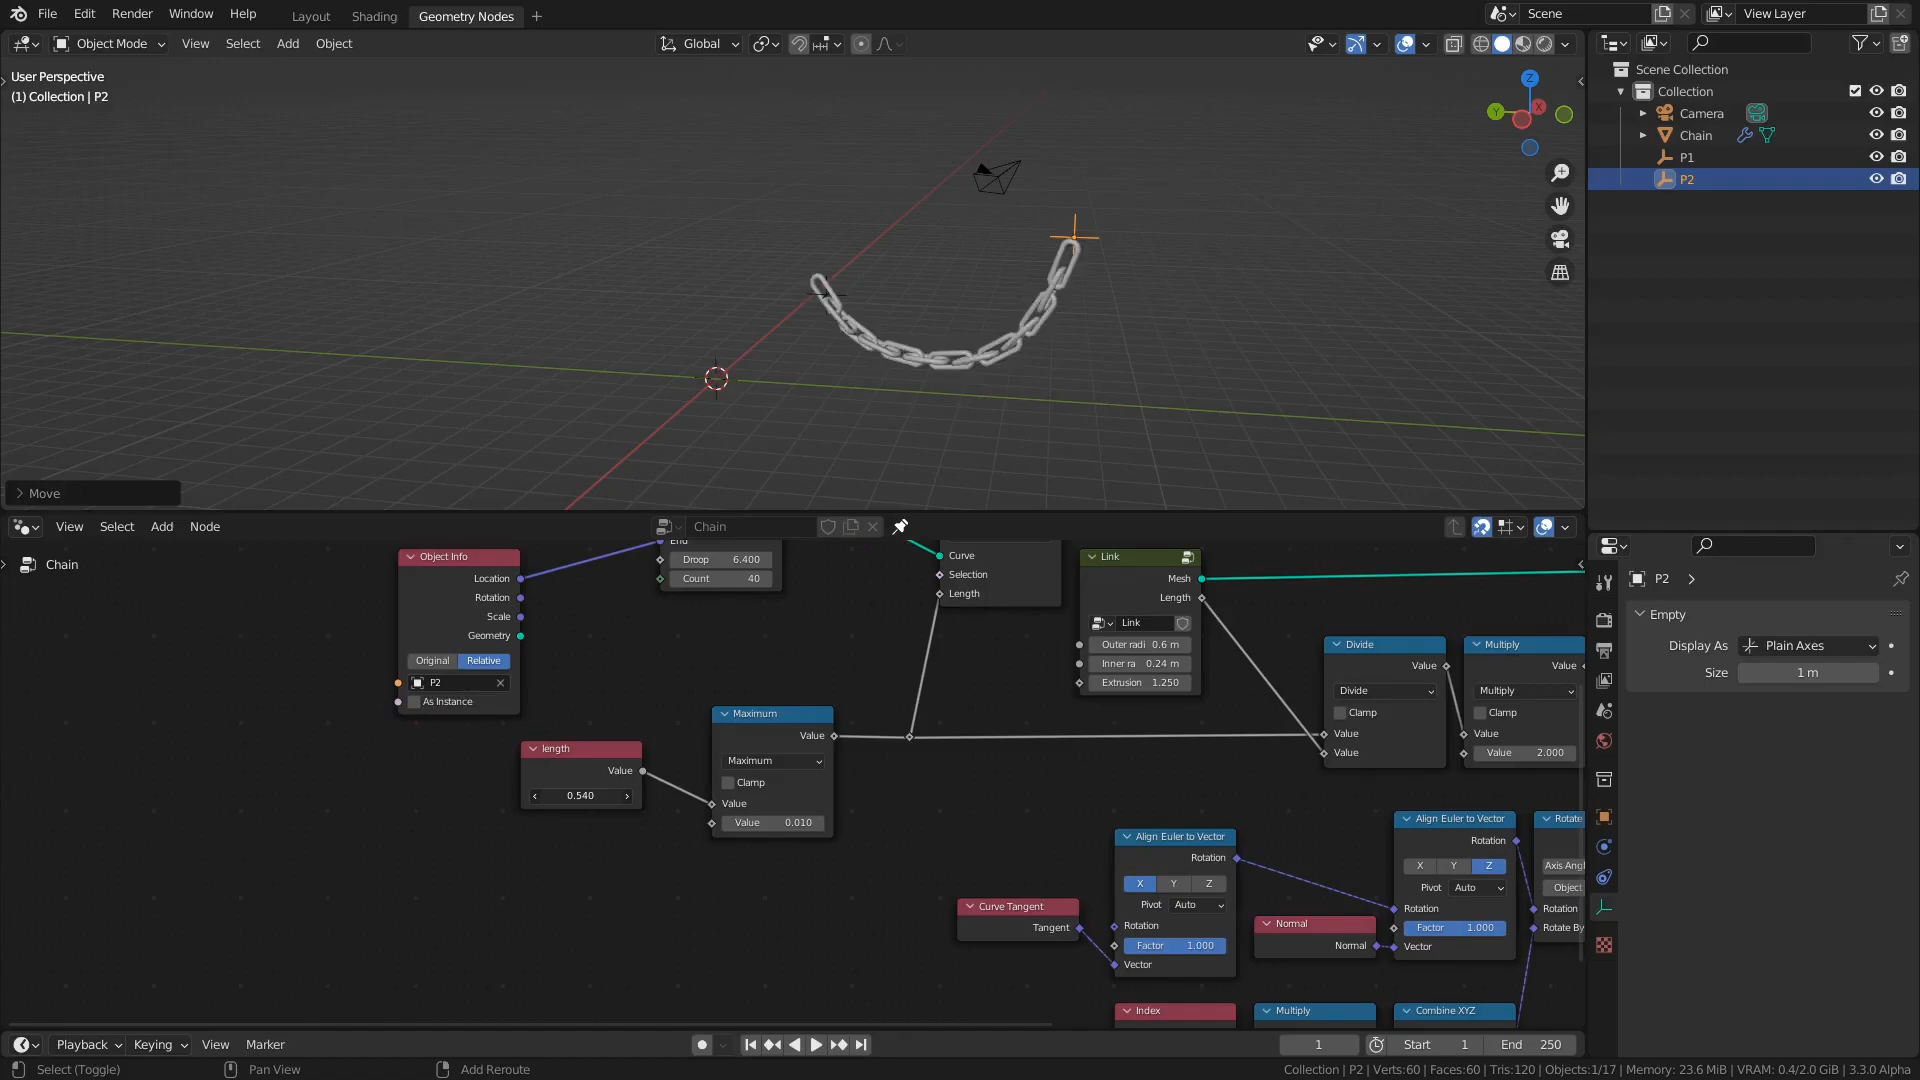 File Edit Render Window Help Layout Shading Geometry Nodes + Scene View Layer
Object Mode View Select Add Object Global
User Perspective
(1) Collection | P2
Z
Y X
> Move
Scene Collection
Collection
Camera
Chain
P1
P2
View Select Add Node Chain
Chain
Object Info
Location
Rotation
Scale
Geometry
Original Relative
P2
As Instance
End
Droop 6.400
Count 40
Curve
Selection
Length
Link
Mesh
Length
Link
Outer radi 0.6 m
Inner ra 0.24 m
Extrusion 1.250
length
Value
0.540
Maximum
Value
Maximum
Clamp
Value
Value 0.010
Divide
Value
Divide
Clamp
Value
Value
Multiply
Value
Multiply
Clamp
Value
Value 2.000
Align Euler to Vector
Rotation
X Y Z
Pivot Auto
Rotation
Factor 1.000
Vector
Curve Tangent
Tangent
Normal
Normal
Align Euler to Vector
Rotation
X Y Z
Pivot Auto
Rotation
Factor 1.000
Vector
Rotate
Axis Angl
Object
Rotation
Rotate By
Index
Multiply
Combine XYZ
P2
Empty
Display As Plain Axes
Size 1 m
Playback Keying View Marker 1 Start 1 End 250
Select (Toggle) Pan View Add Reroute Collection | P2 | Verts:60 | Faces:60 | Tris:120 | Objects:1/17 | Memory: 23.6 MiB | VRAM: 0.4/2.0 GiB | 3.3.0 Alpha